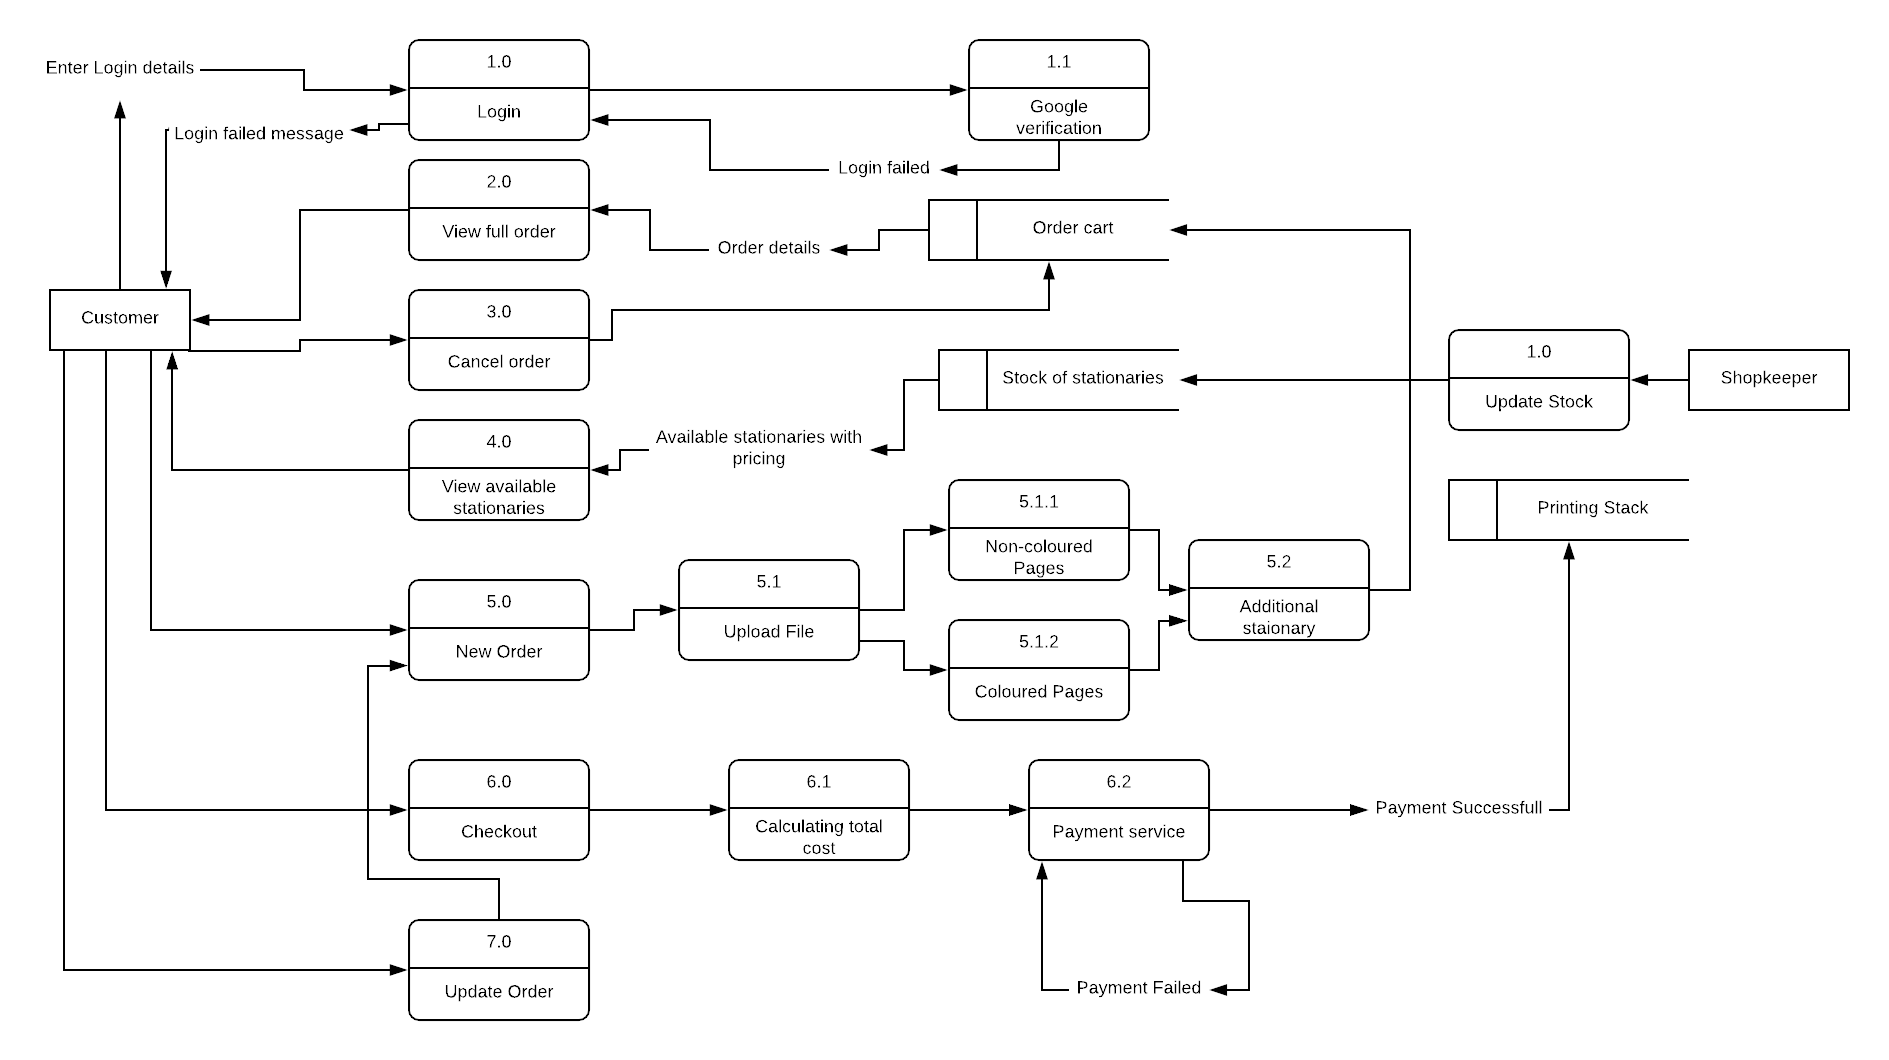 Enter Login details
1.0
Login
1.1
Google
verification
Login failed message
Login failed
2.0
View full order
Order details
Order cart
Customer
3.0
Cancel order
Stock of stationaries
1.0
Update Stock
Shopkeeper
4.0
View available
stationaries
Available stationaries with
pricing
5.1.1
Non-coloured
Pages
Printing Stack
5.0
New Order
5.1
Upload File
5.1.2
Coloured Pages
5.2
Additional
staionary
6.0
Checkout
6.1
Calculating total
cost
6.2
Payment service
Payment Successfull
7.0
Update Order
Payment Failed